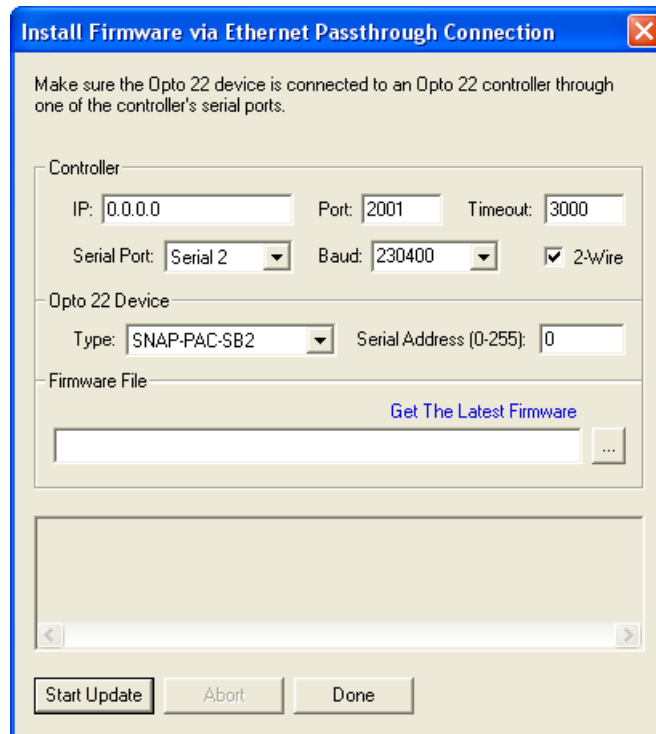 Install Firmware via Ethernet Passthrough Connection
Make sure the Opto 22 device is connected to an Opto 22 controller through
one of the controller's serial ports.
Controller
IP: 0.0.0.0 Port: 2001 Timeout: 3000
Serial Port: Serial 2 Baud: 230400 2-Wire
Opto 22 Device
Type: SNAP-PAC-SB2 Serial Address (0-255): 0
Firmware File
Get The Latest Firmware
...
Start Update Abort Done